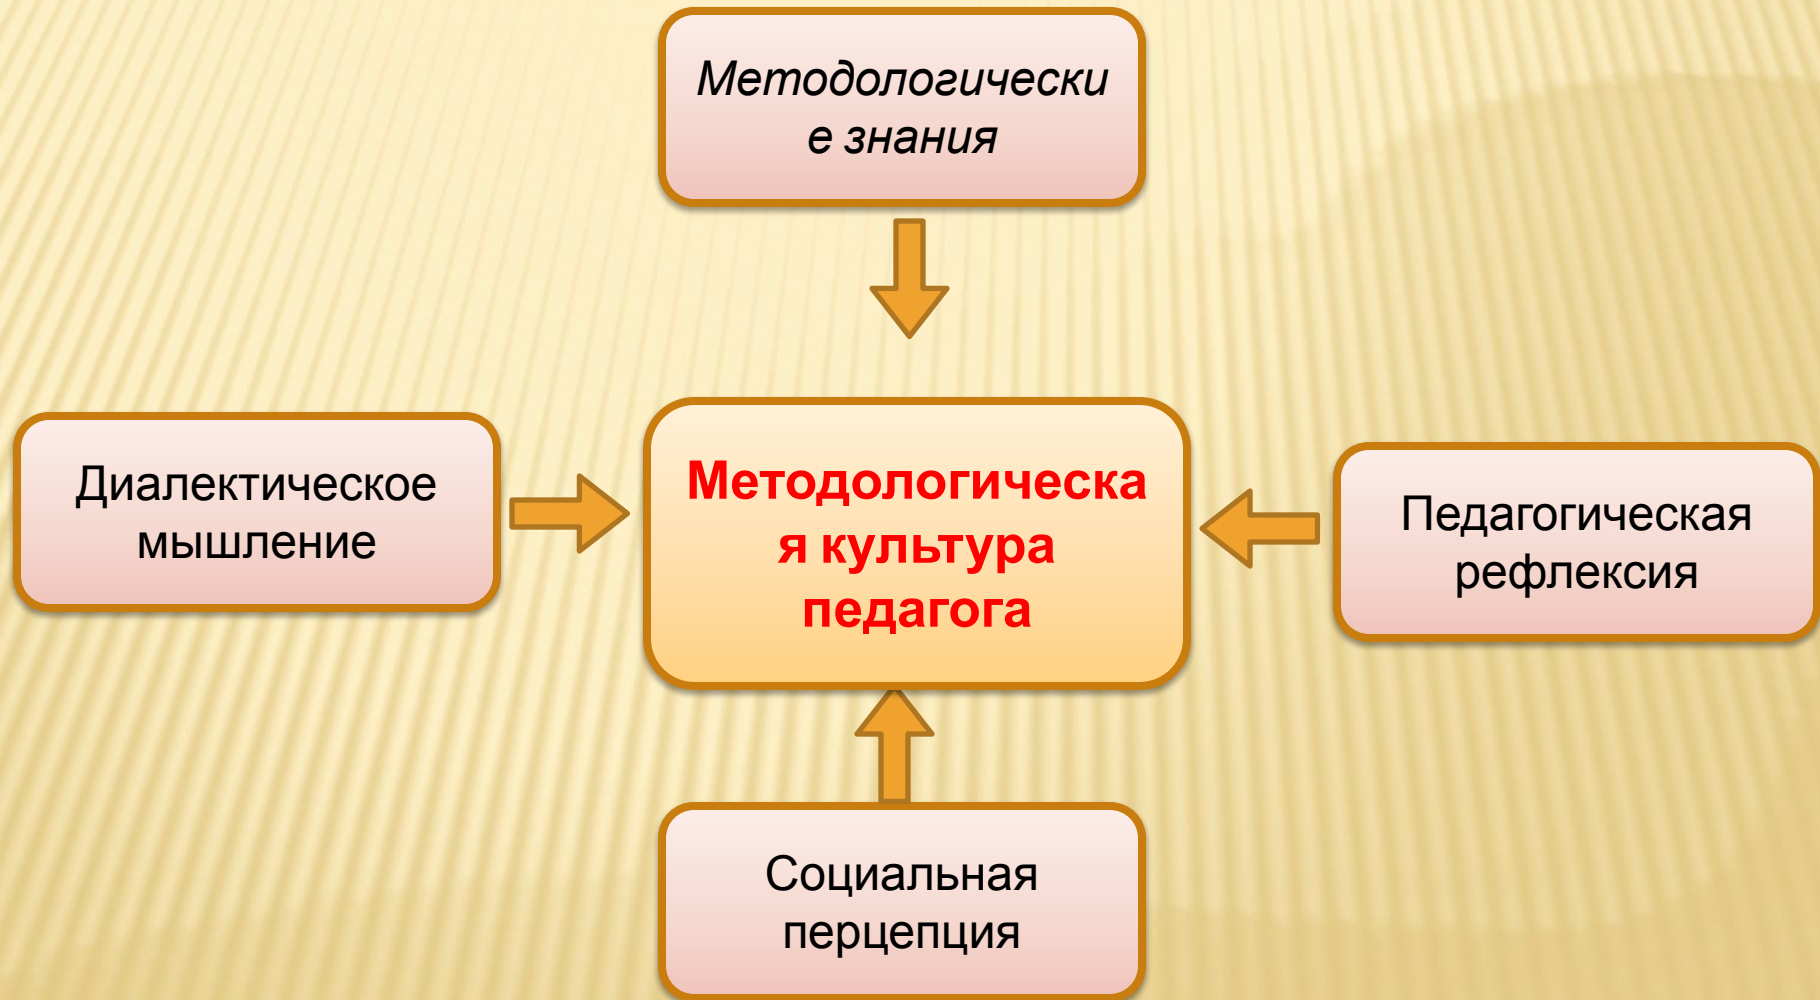 Методологически
е знания
Диалектическое
мышление
Методологическа
я культура
педагога
Педагогическая
рефлексия
Социальная
перцепция